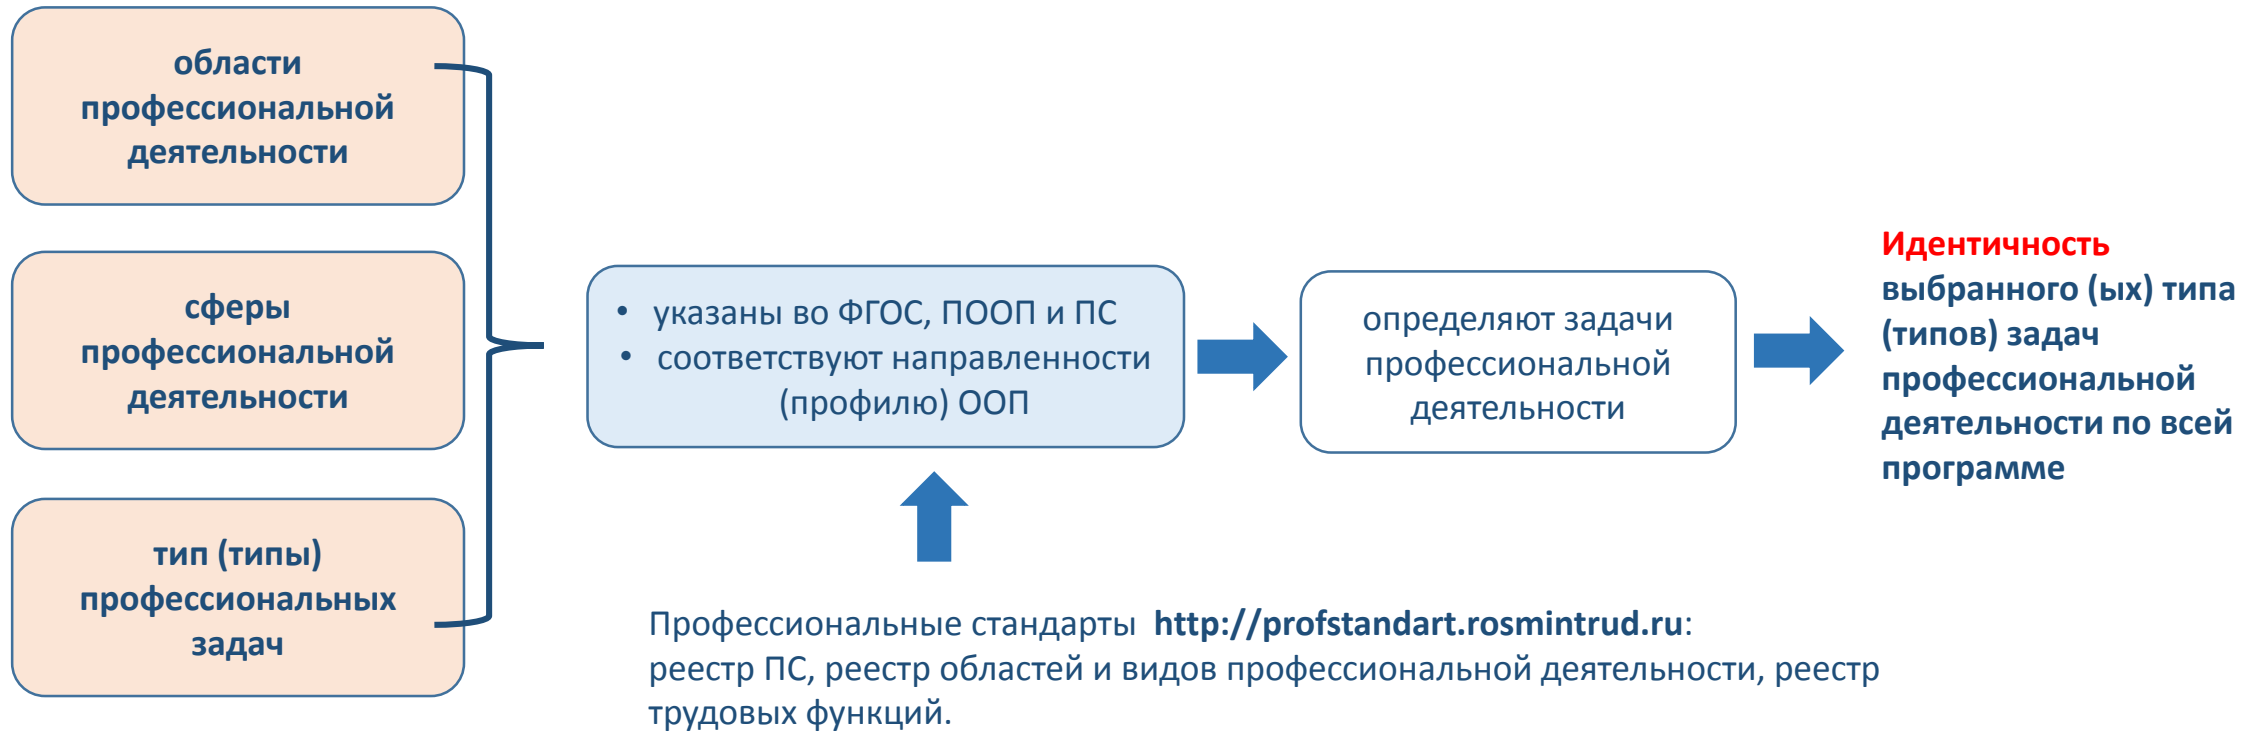 области
профессиональной
деятельности
сферы
профессиональной
деятельности
тип (типы)
профессиональных
задач
• указаны во ФГОС, ПООП и ПС
• соответствуют направленности
(профилю) ООП
определяют задачи
профессиональной
деятельности
Идентичность
выбранного (ых) типа
(типов) задач
профессиональной
деятельности по всей
программе
Профессиональные стандарты http://profstandart.rosmintrud.ru:
реестр ПС, реестр областей и видов профессиональной деятельности, реестр
трудовых функций.